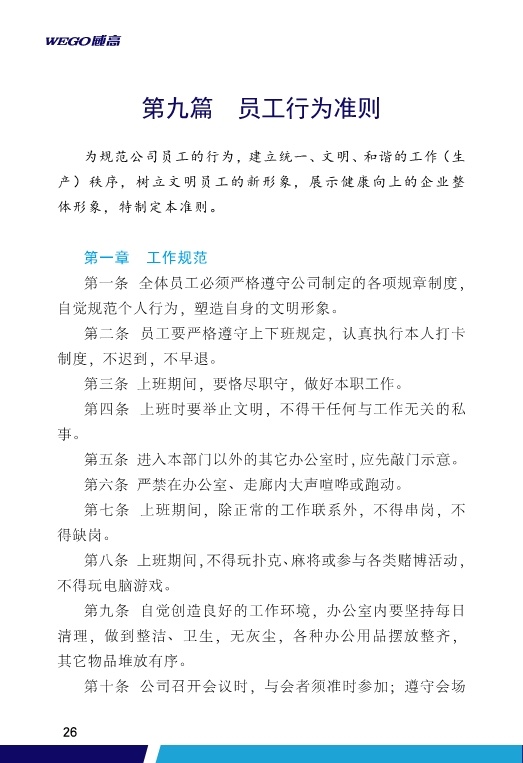 WEGO威高
第九篇　员工行为准则
为规范公司员工的行为，建立统一、文明、和谐的工作（生
产）秩序，树立文明员工的新形象，展示健康向上的企业整
体形象，特制定本准则。
第一章　工作规范
第一条 全体员工必须严格遵守公司制定的各项规章制度，
自觉规范个人行为，塑造自身的文明形象。
第二条 员工要严格遵守上下班规定，认真执行本人打卡
制度，不迟到，不早退。
第三条 上班期间，要恪尽职守，做好本职工作。
第四条 上班时要举止文明，不得干任何与工作无关的私
事。
第五条 进入本部门以外的其它办公室时，应先敲门示意。
第六条 严禁在办公室、走廊内大声喧哗或跑动。
第七条 上班期间，除正常的工作联系外，不得串岗，不
得缺岗。
第八条 上班期间，不得玩扑克、麻将或参与各类赌博活动，
不得玩电脑游戏。
第九条 自觉创造良好的工作环境，办公室内要坚持每日
清理，做到整洁、卫生，无灰尘，各种办公用品摆放整齐，
其它物品堆放有序。
第十条 公司召开会议时，与会者须准时参加；遵守会场
26